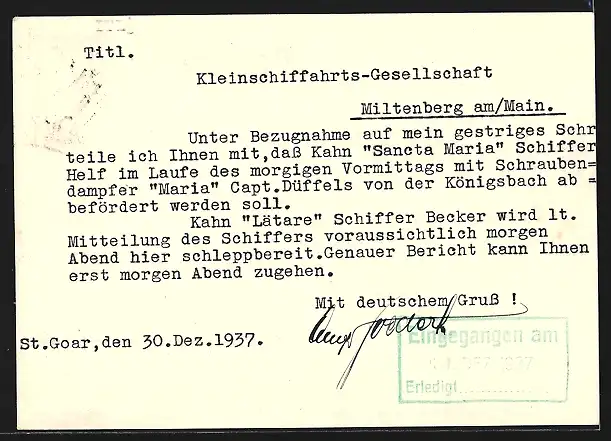 Titl.
Kleinschiffahrts-Gesellschaft
Miltenberg am/Main.
Unter Bezugnahme auf mein gestriges Schr
teile ich Ihnen mit,daß Kahn "Sancta Maria" Schiffer
Helf im Laufe des morgigen Vormittags mit Schrauben=
dampfer "Maria" Capt.Düffels von der Königsbach ab =
befördert werden soll.
Kahn "Lätare" Schiffer Becker wird lt.
Mitteilung des Schiffers voraussichtlich morgen
Abend hier schleppbereit.Genauer Bericht kann Ihnen
erst morgen Abend zugehen.
Mit deutschem Gruß !
St.Goar,den 30.Dez.1937.
Eingegangen am
DEZ. 1937
Erledigt